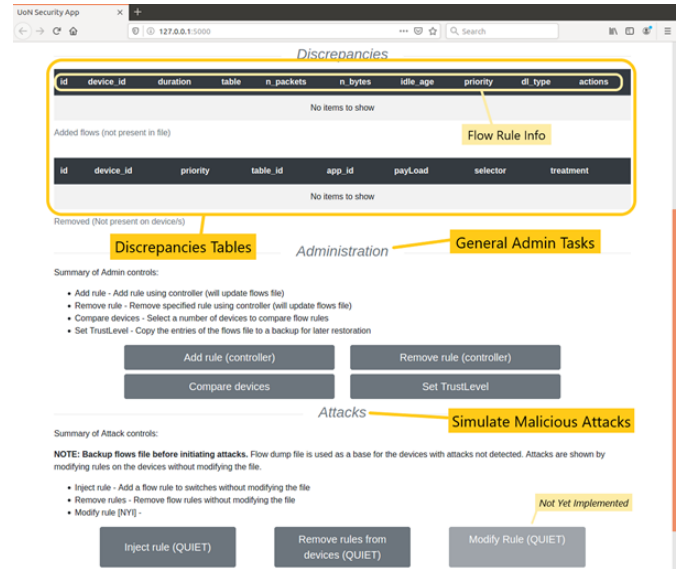 UoN Security App
127.0.0.1:5000
Search
Discrepancies
id device_id duration table n_packets n_bytes idle_age priority dl_type actions
No items to show
Added flows (not present in file)
Flow Rule Info
id device_id priority table_id app_id payLoad selector treatment
No items to show
Removed (Not present on device/s)
Discrepancies Tables
Administration
General Admin Tasks
Summary of Admin controls:
• Add rule - Add rule using controller (will update flows file)
• Remove rule - Remove specified rule using controller (will update flows file)
• Compare devices - Select a number of devices to compare flow rules
• Set TrustLevel - Copy the entries of the flows file to a backup for later restoration
Add rule (controller)
Remove rule (controller)
Compare devices
Set TrustLevel
Attacks
Simulate Malicious Attacks
Summary of Attack controls:
NOTE: Backup flows file before initiating attacks. Flow dump file is used as a base for the devices with attacks not detected. Attacks are shown by
modifying rules on the devices without modifying the file.
• Inject rule - Add a flow rule to switches without modifying the file
• Remove rules - Remove flow rules without modifying the file
• Modify rule [NYI] -
Not Yet Implemented
Inject rule (QUIET)
Remove rules from
devices (QUIET)
Modify Rule (QUIET)